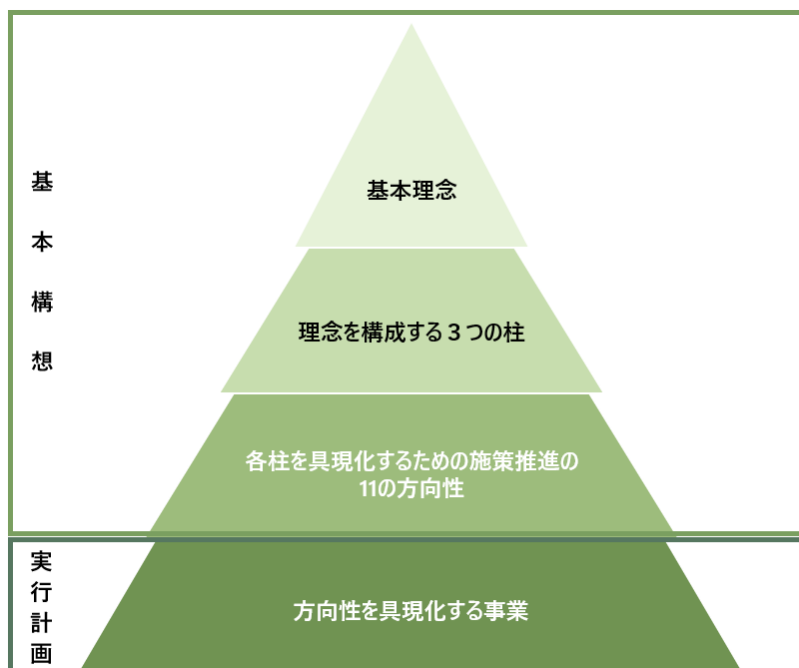 基本構想
基本理念
理念を構成する３つの柱
各柱を具現化するための施策推進の
11の方向性
実行計画
方向性を具現化する事業